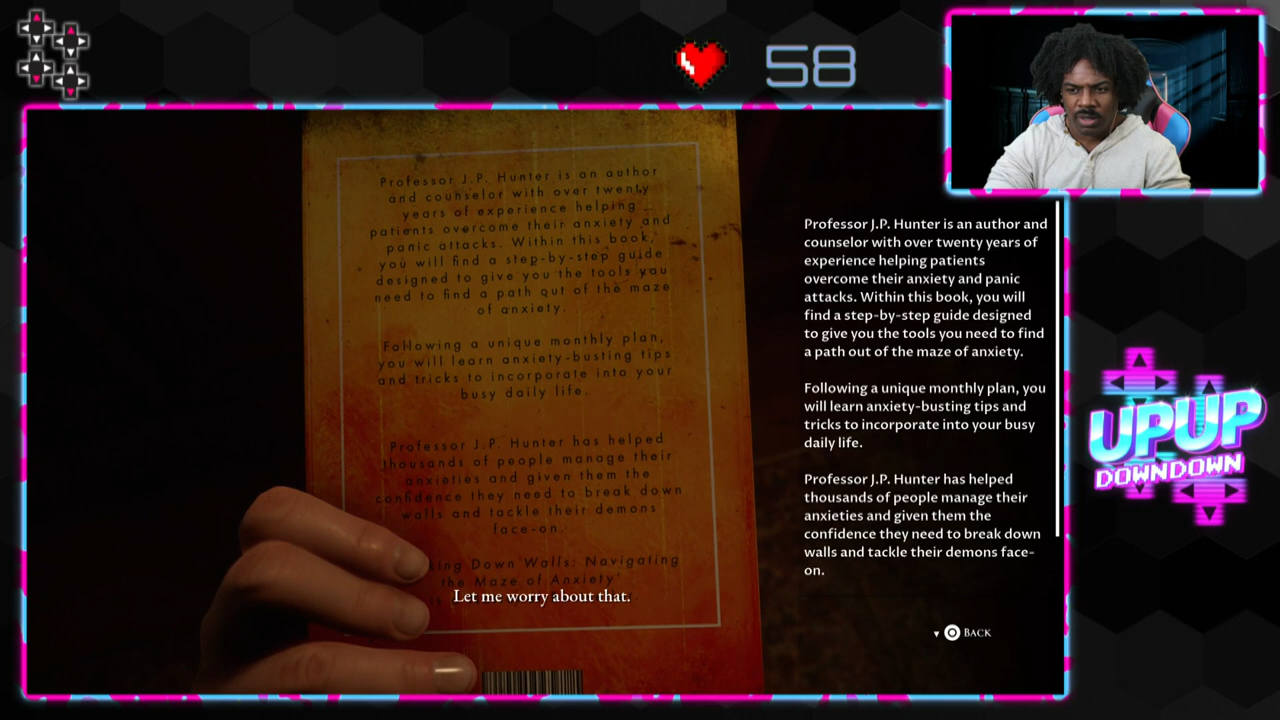 58
Professor J.P. Hunter is an author
and counselor with over twenty
years of experience helping
patients overcome their anxiety and
panic attacks. Within this book,
you will find a step-by-step guide
designed to give you the tools you
need to find a path out of the maze
of anxiety.
Following a unique monthly plan,
you will learn anxiety-busting tips
and tricks to incorporate into your
busy daily life.
Professor J.P. Hunter has helped
thousands of people manage their
anxieties and given them the
confidence they need to break down
walls and tackle their demons
face-on.
king Down Walls: Navigating
the Maze of Anxiety'
Let me worry about that.
Professor J.P. Hunter is an author and
counselor with over twenty years of
experience helping patients
overcome their anxiety and panic
attacks. Within this book, you will
find a step-by-step guide designed
to give you the tools you need to find
a path out of the maze of anxiety.
Following a unique monthly plan, you
will learn anxiety-busting tips and
tricks to incorporate into your busy
daily life.
Professor J.P. Hunter has helped
thousands of people manage their
anxieties and given them the
confidence they need to break down
walls and tackle their demons face-
on.
BACK
UPUP
DOWNDOWN